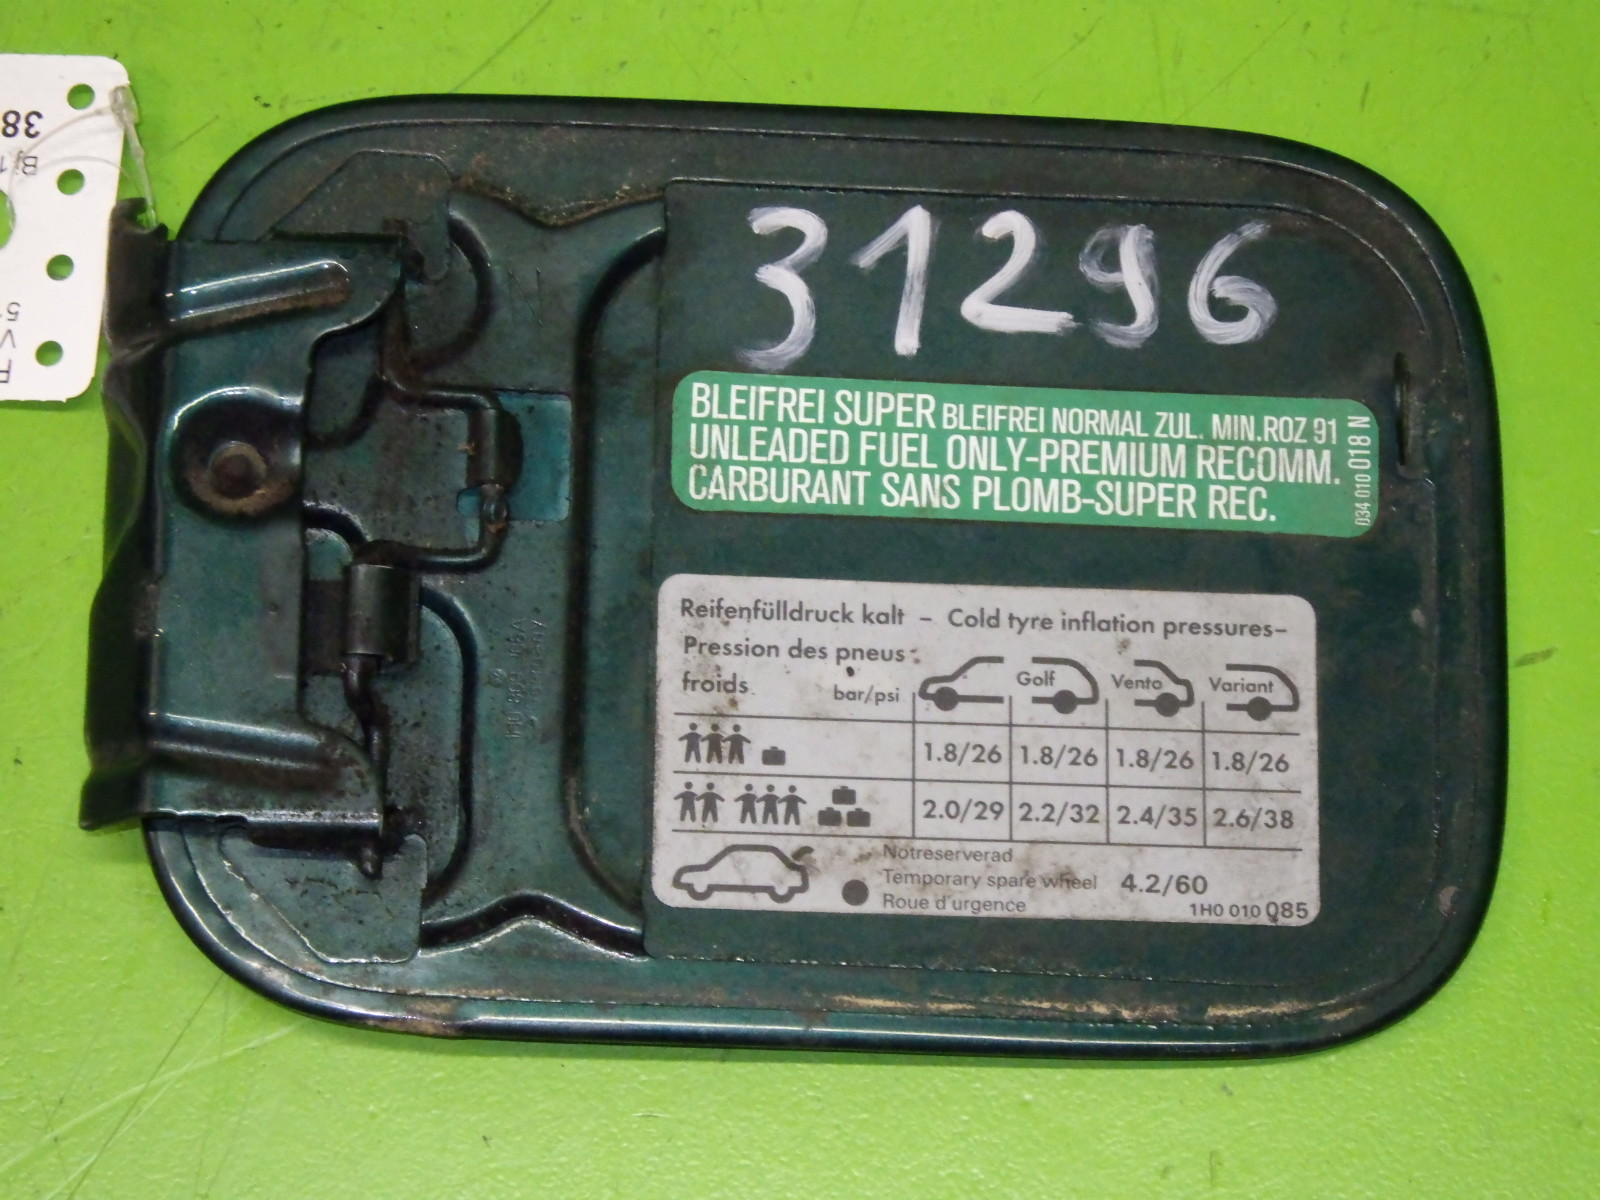 38
Bj 1
31296
BLEIFREI SUPER BLEIFREI NORMAL ZUL. MIN.ROZ 91
UNLEADED FUEL ONLY-PREMIUM RECOMM.
CARBURANT SANS PLOMB-SUPER REC.
034 010 018 N
Reifenfülldruck kalt – Cold tyre inflation pressures–
Pression des pneus
froids bar/psi Golf Vento Variant
1.8/26 1.8/26 1.8/26 1.8/26
2.0/29 2.2/32 2.4/35 2.6/38
Notreserverad
Temporary spare wheel 4.2/60
Roue d'urgence
1H0 010 085